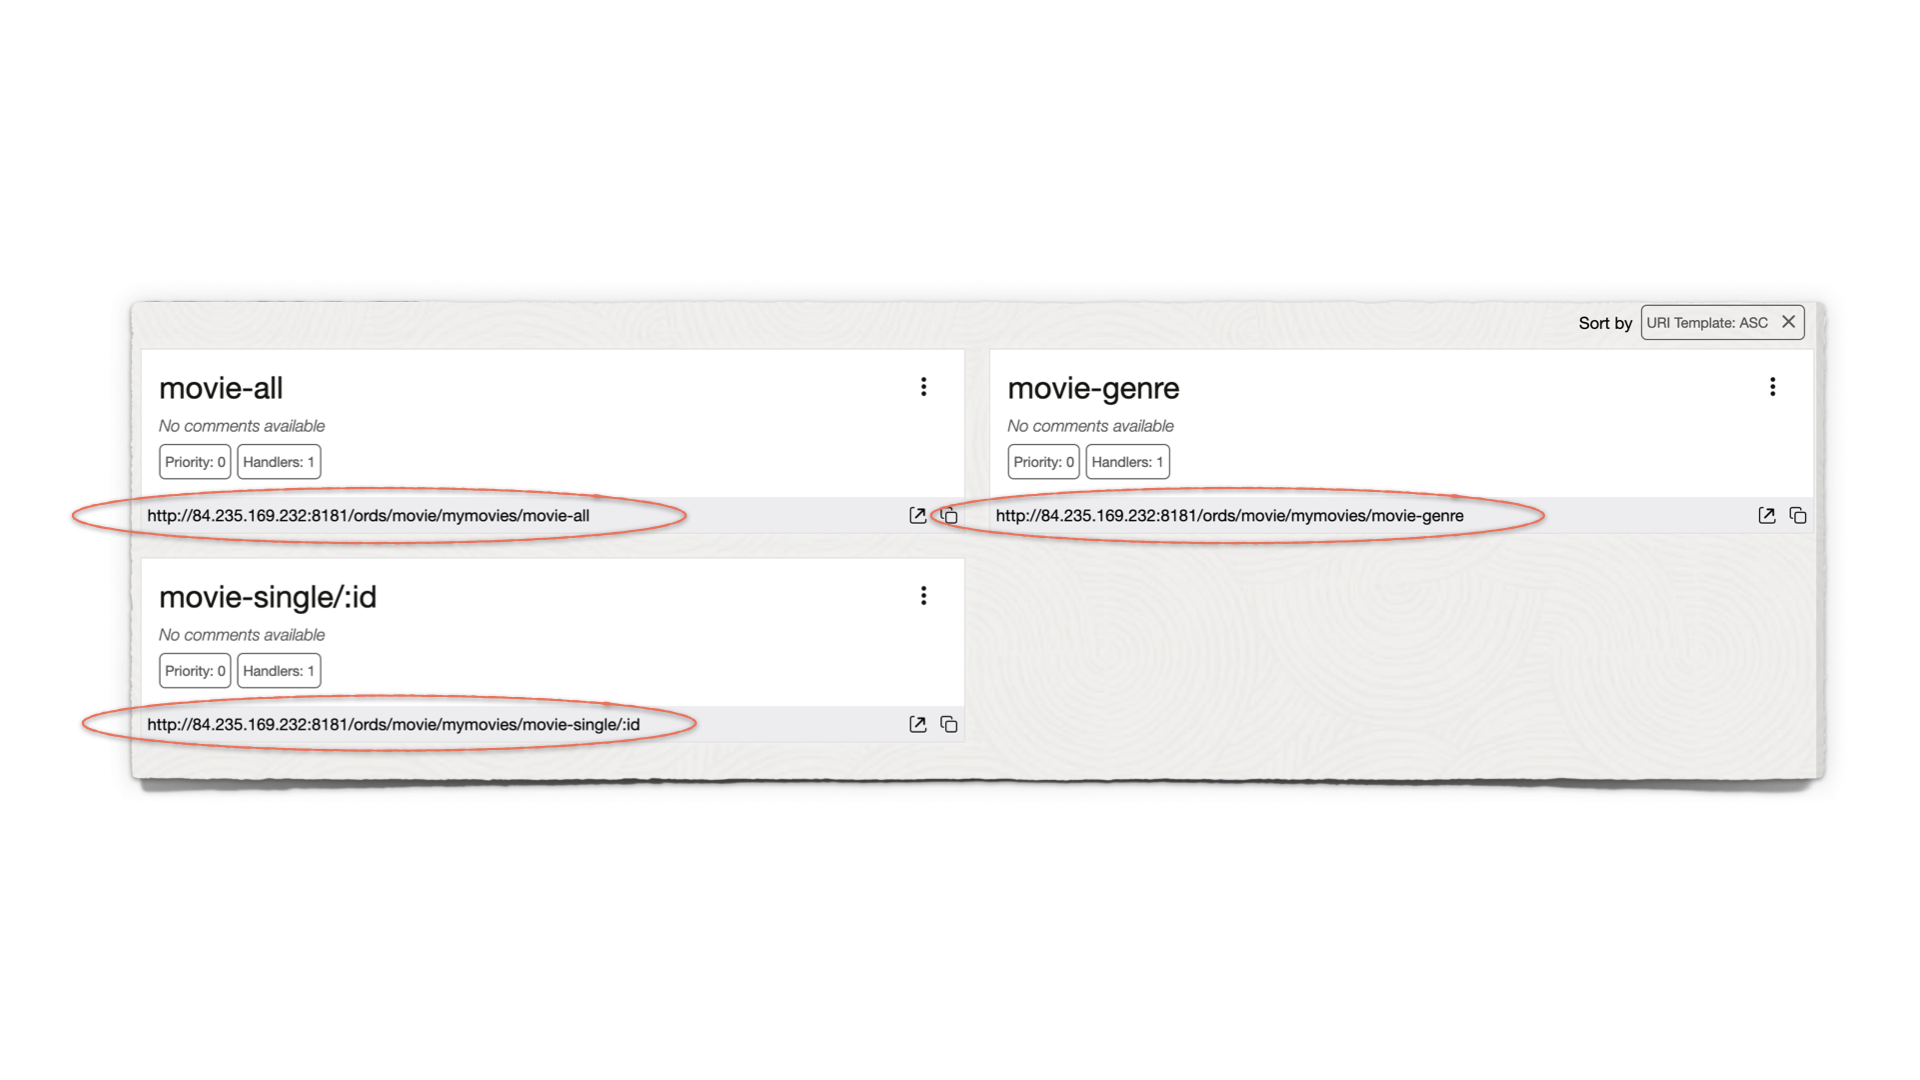 Sort by URI Template: ASC
movie-all
No comments available
Priority: 0 Handlers: 1
http://84.235.169.232:8181/ords/movie/mymovies/movie-all
movie-genre
No comments available
Priority: 0 Handlers: 1
http://84.235.169.232:8181/ords/movie/mymovies/movie-genre
movie-single/:id
No comments available
Priority: 0 Handlers: 1
http://84.235.169.232:8181/ords/movie/mymovies/movie-single/:id